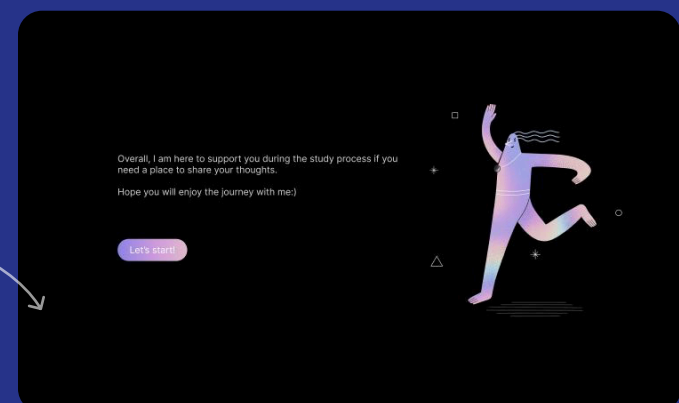 Overall, I am here to support you during the study process if you
need a place to share your thoughts.
Hope you will enjoy the journey with me:)
Let's start!